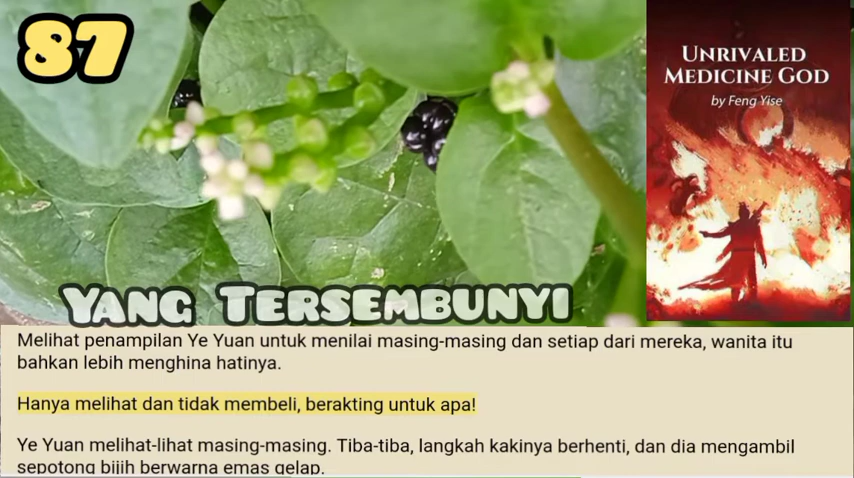 87
UNRIVALED
MEDICINE GOD
by Feng Yise
YANG TERSEMBUNYI
Melihat penampilan Ye Yuan untuk menilai masing-masing dan setiap dari mereka, wanita itu
bahkan lebih menghina hatinya.
Hanya melihat dan tidak membeli, berakting untuk apa!
Ye Yuan melihat-lihat masing-masing. Tiba-tiba, langkah kakinya berhenti, dan dia mengambil
sepotong bijih berwarna emas gelap.